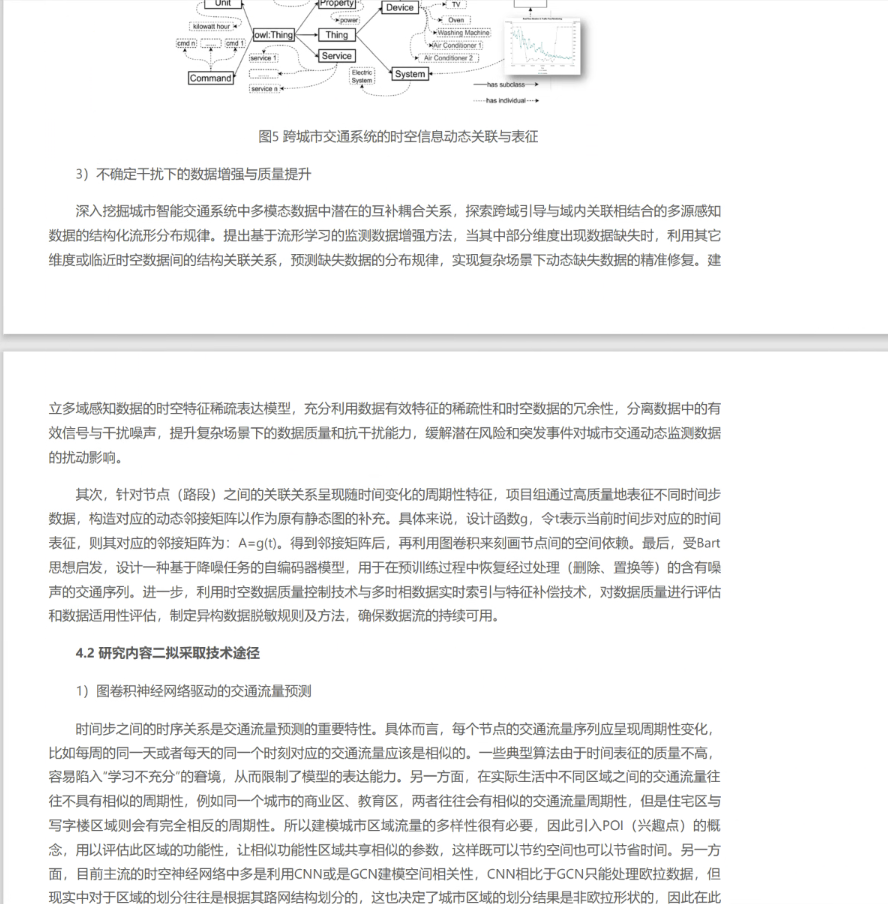 Unit
Property
Device
TV
kilowatt hour
power
Oven
owl:Thing
Thing
Washing Machine
cmd n
......
cmd 1
Air Conditioner 1
service 1
Service
Air Conditioner 2
Command
Electric System
System
service n
has subclass
has individual
图5 跨城市交通系统的时空信息动态关联与表征
3）不确定干扰下的数据增强与质量提升
深入挖掘城市智能交通系统中多模态数据中潜在的互补耦合关系，探索跨域引导与域内关联相结合的多源感知
数据的结构化流形分布规律。提出基于流形学习的监测数据增强方法，当其中部分维度出现数据缺失时，利用其它
维度或临近时空数据间的结构关联关系，预测缺失数据的分布规律，实现复杂场景下动态缺失数据的精准修复。建
立多域感知数据的时空特征稀疏表达模型，充分利用数据有效特征的稀疏性和时空数据的冗余性，分离数据中的有
效信号与干扰噪声，提升复杂场景下的数据质量和抗干扰能力，缓解潜在风险和突发事件对城市交通动态监测数据
的扰动影响。
其次，针对节点（路段）之间的关联关系呈现随时间变化的周期性特征，项目组通过高质量地表征不同时间步
数据，构造对应的动态邻接矩阵以作为原有静态图的补充。具体来说，设计函数g，令t表示当前时间步对应的时间
表征，则其对应的邻接矩阵为：A=g(t)。得到邻接矩阵后，再利用图卷积来刻画节点间的空间依赖。最后，受Bart
思想启发，设计一种基于降噪任务的自编码器模型，用于在预训练过程中恢复经过处理（删除、置换等）的含有噪
声的交通序列。进一步，利用时空数据质量控制技术与多时相数据实时索引与特征补偿技术，对数据质量进行评估
和数据适用性评估，制定异构数据脱敏规则及方法，确保数据流的持续可用。
4.2 研究内容二拟采取技术途径
1）图卷积神经网络驱动的交通流量预测
时间步之间的时序关系是交通流量预测的重要特性。具体而言，每个节点的交通流量序列应呈现周期性变化，
比如每周的同一天或者每天的同一个时刻对应的交通流量应该是相似的。一些典型算法由于时间表征的质量不高，
容易陷入“学习不充分”的窘境，从而限制了模型的表达能力。另一方面，在实际生活中不同区域之间的交通流量往
往不具有相似的周期性，例如同一个城市的商业区、教育区，两者往往会有相似的交通流量周期性，但是住宅区与
写字楼区域则会有完全相反的周期性。所以建模城市区域流量的多样性很有必要，因此引入POI（兴趣点）的概
念，用以评估此区域的功能性，让相似功能性区域共享相似的参数，这样既可以节约空间也可以节省时间。另一方
面，目前主流的时空神经网络中多是利用CNN或是GCN建模空间相关性，CNN相比于GCN只能处理欧拉数据，但
现实中对于区域的划分往往是根据其路网结构划分的，这也决定了城市区域的划分结果是非欧拉形状的，因此在此